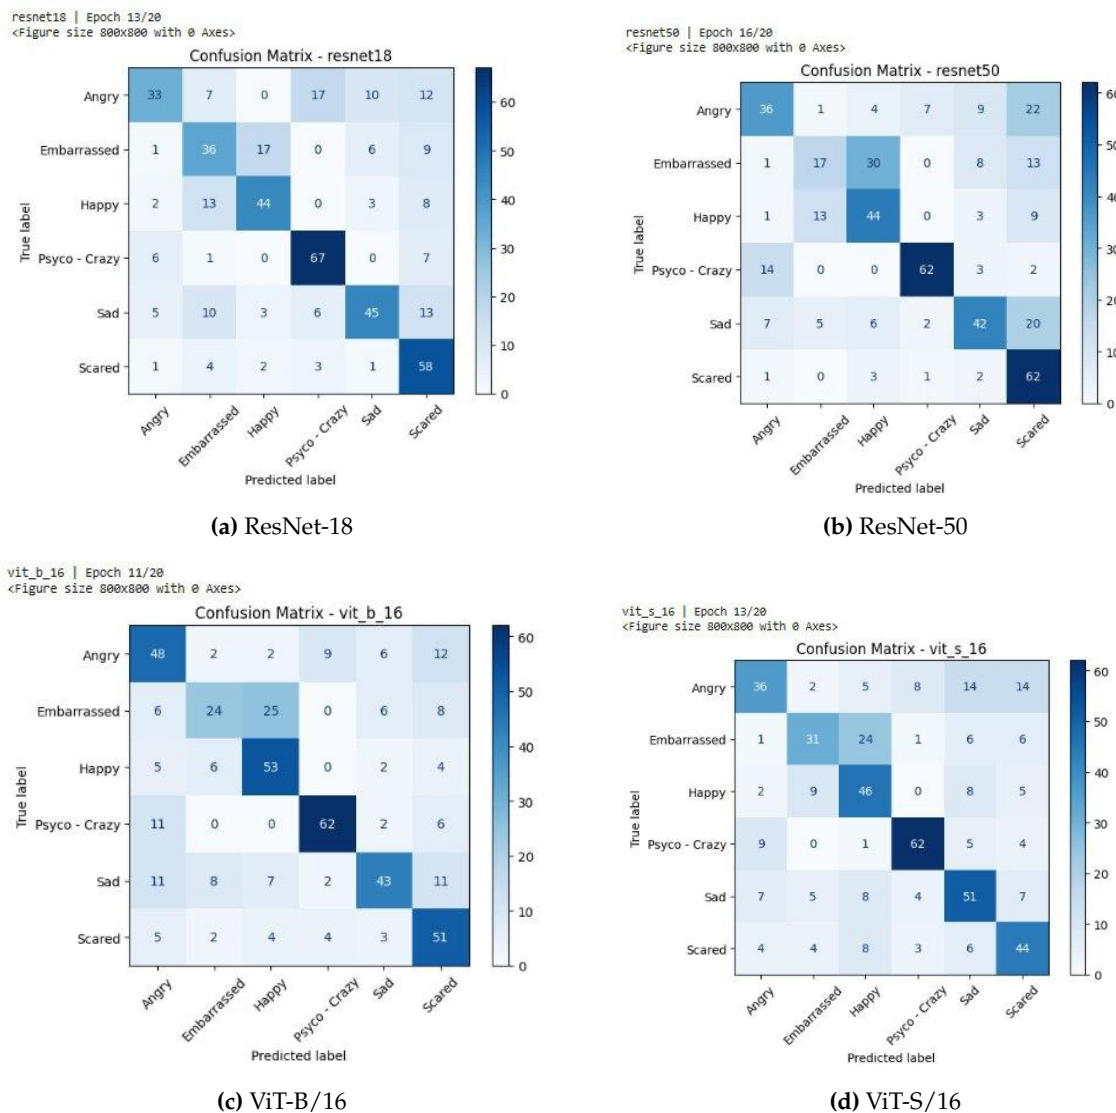 resnet18 | Epoch 13/20
<Figure size 800x800 with 0 Axes>
Confusion Matrix - resnet18
True label
Angry 33 7 0 17 10 12
Embarrassed 1 36 17 0 6 9
Happy 2 13 44 0 3 8
Psyco - Crazy 6 1 0 67 0 7
Sad 5 10 3 6 45 13
Scared 1 4 2 3 1 58
Angry Embarrassed Happy Psyco - Crazy Sad Scared
Predicted label
60
50
40
30
20
10
0
(a) ResNet-18
resnet50 | Epoch 16/20
<Figure size 800x800 with 0 Axes>
Confusion Matrix - resnet50
True label
Angry 36 1 4 7 9 22
Embarrassed 1 17 30 0 8 13
Happy 1 13 44 0 3 9
Psyco - Crazy 14 0 0 62 3 2
Sad 7 5 6 2 42 20
Scared 1 0 3 1 2 62
Angry Embarrassed Happy Psyco - Crazy Sad Scared
Predicted label
60
50
40
30
20
10
0
(b) ResNet-50
vit_b_16 | Epoch 11/20
<Figure size 800x800 with 0 Axes>
Confusion Matrix - vit_b_16
True label
Angry 48 2 2 9 6 12
Embarrassed 6 24 25 0 6 8
Happy 5 6 53 0 2 4
Psyco - Crazy 11 0 0 62 2 6
Sad 11 8 7 2 43 11
Scared 5 2 4 4 3 51
Angry Embarrassed Happy Psyco - Crazy Sad Scared
Predicted label
60
50
40
30
20
10
0
(c) ViT-B/16
vit_s_16 | Epoch 13/20
<Figure size 800x800 with 0 Axes>
Confusion Matrix - vit_s_16
True label
Angry 36 2 5 8 14 14
Embarrassed 1 31 24 1 6 6
Happy 2 9 46 0 8 5
Psyco - Crazy 9 0 1 62 5 4
Sad 7 5 8 4 51 7
Scared 4 4 8 3 6 44
Angry Embarrassed Happy Psyco - Crazy Sad Scared
Predicted label
60
50
40
30
20
10
0
(d) ViT-S/16